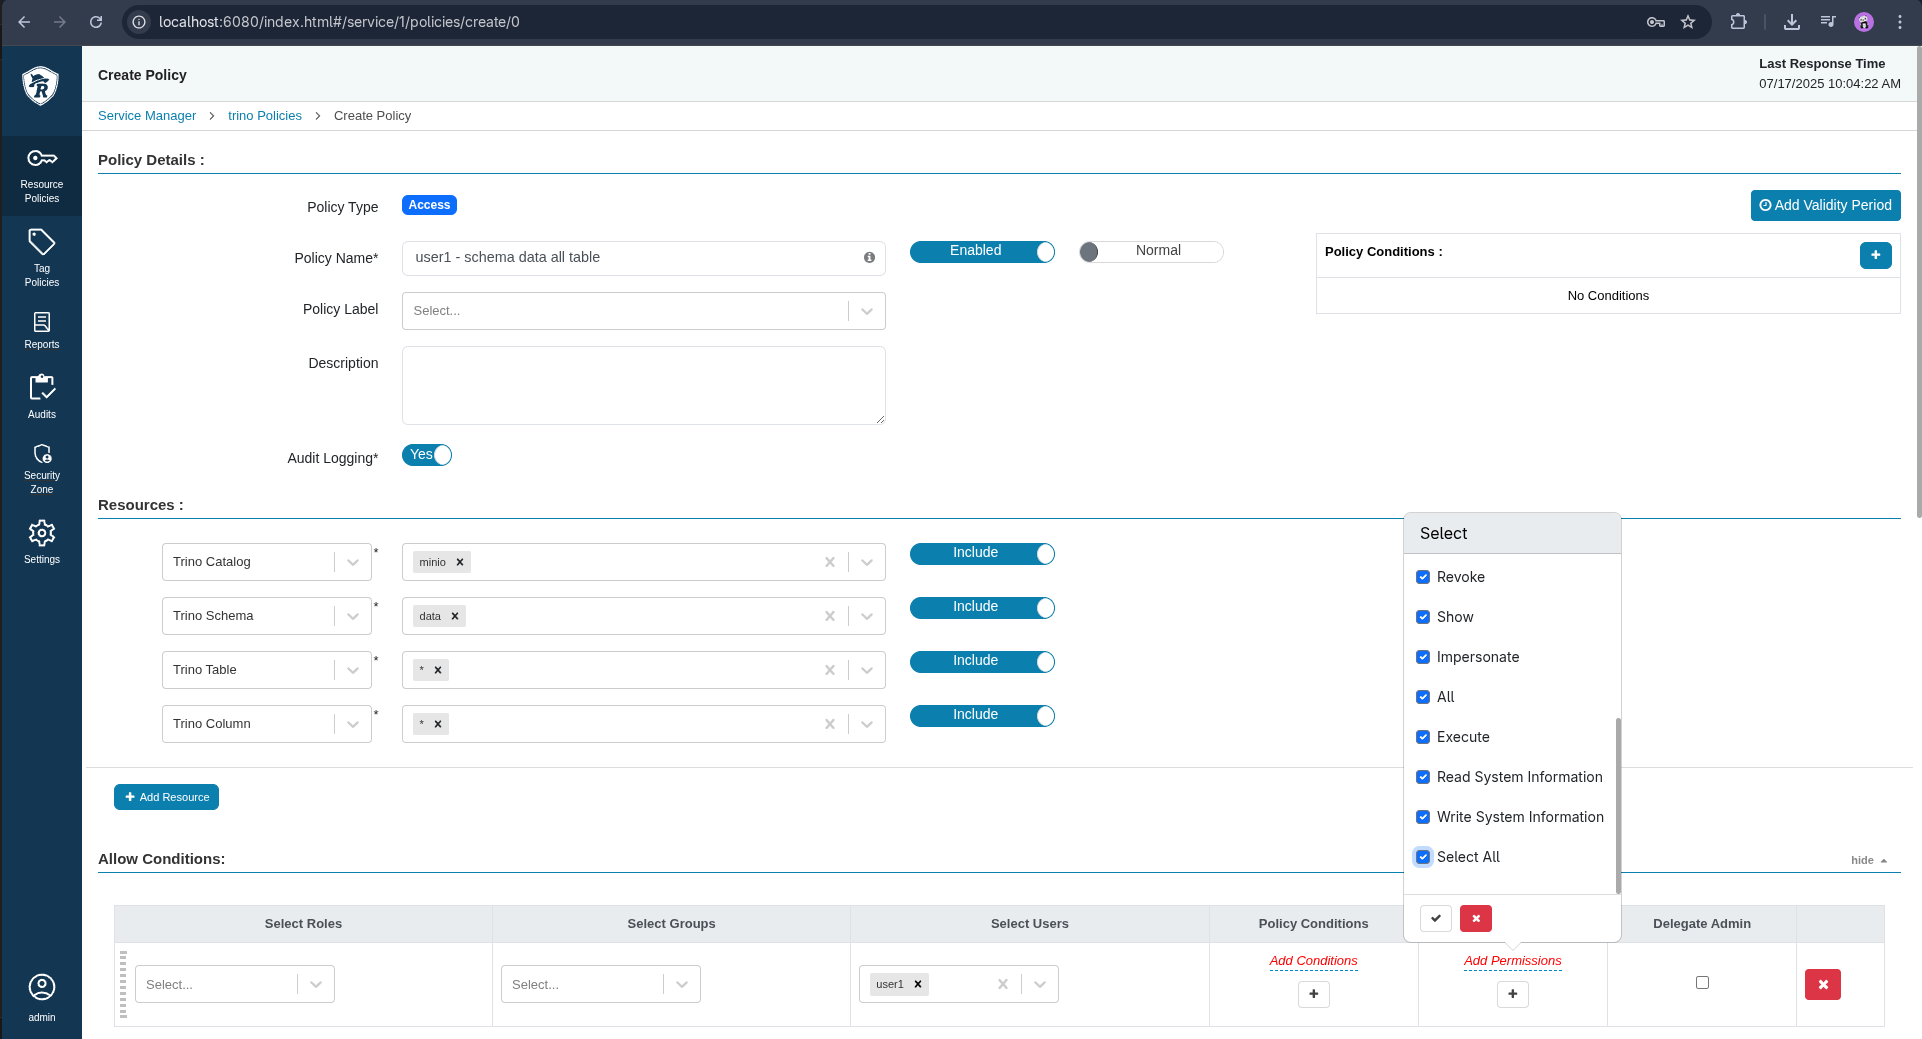 localhost:6080/index.html#/service/1/policies/create/0
Create Policy
Last Response Time
07/17/2025 10:04:22 AM
Service Manager > trino Policies > Create Policy
Resource
Policies
Tag
Policies
Reports
Audits
Security
Zone
Settings
admin
Policy Details :
Policy Type Access
Add Validity Period
Policy Name* user1 - schema data all table Enabled Normal
Policy Conditions :
No Conditions
Policy Label Select...
Description
Audit Logging* Yes
Resources :
Trino Catalog * minio Include
Trino Schema * data Include
Trino Table * * Include
Trino Column * * Include
Add Resource
Select
Revoke
Show
Impersonate
All
Execute
Read System Information
Write System Information
Select All
Allow Conditions:
hide
Select Roles Select Groups Select Users Policy Conditions Delegate Admin
Select... Select... user1 Add Conditions Add Permissions